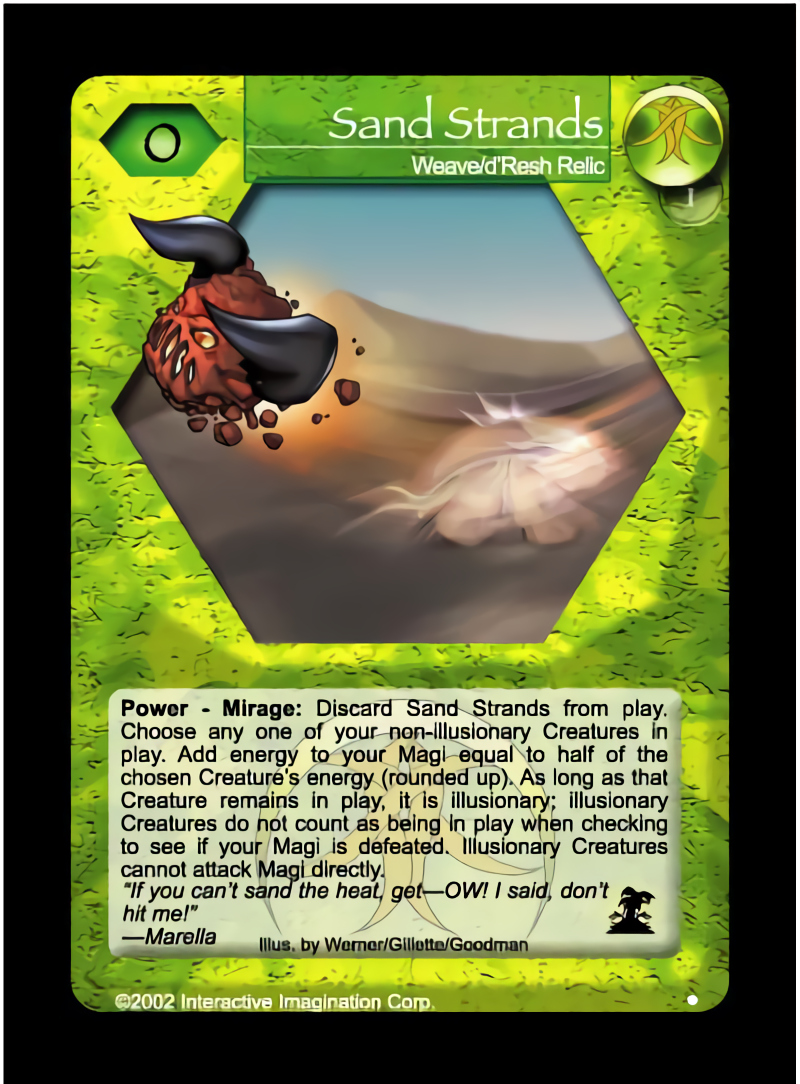 0
Sand Strands
Weave/d'Resh Relic
1
Power - Mirage: Discard Sand Strands from play.
Choose any one of your non-illusionary Creatures in
play. Add energy to your Magi equal to half of the
chosen Creature's energy (rounded up). As long as that
Creature remains in play, it is illusionary; illusionary
Creatures do not count as being in play when checking
to see if your Magi is defeated. Illusionary Creatures
cannot attack Magi directly.
"If you can't sand the heat, get—OW! I said, don't
hit me!"
—Marella
Illus. by Werner/Gillette/Goodman
©2002 Interactive Imagination Corp.